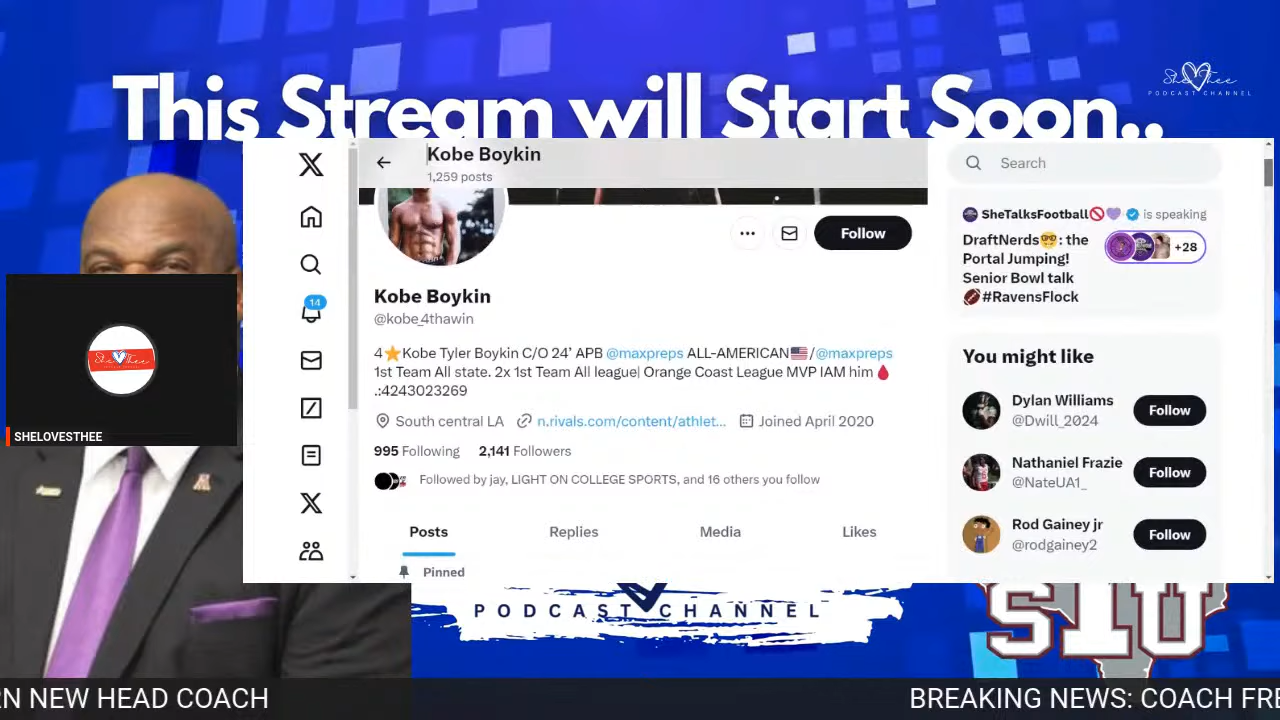 This Stream will Start Soon..
She Thee
PODCAST CHANNEL
Kobe Boykin
1,259 posts
Follow
Kobe Boykin
@kobe_4thawin
4⭐Kobe Tyler Boykin C/O 24' APB @maxpreps ALL-AMERICAN🇺🇸/@maxpreps
1st Team All state. 2x 1st Team All league| Orange Coast League MVP IAM him🩸
.:4243023269
South central LA n.rivals.com/content/athlet... Joined April 2020
995 Following 2,141 Followers
Followed by jay, LIGHT ON COLLEGE SPORTS, and 16 others you follow
Posts Replies Media Likes
Pinned
14
Search
SheTalksFootball🚫💜 is speaking
DraftNerds🤓: the
Portal Jumping!
Senior Bowl talk
🏈#RavensFlock
+28
You might like
Dylan Williams
@Dwill_2024
Follow
Nathaniel Frazie
@NateUA1_
Follow
Rod Gainey jr
@rodgainey2
Follow
SHELOVESTHEE
PODCAST CHANNEL
SIU
RN NEW HEAD COACH
BREAKING NEWS: COACH FRE